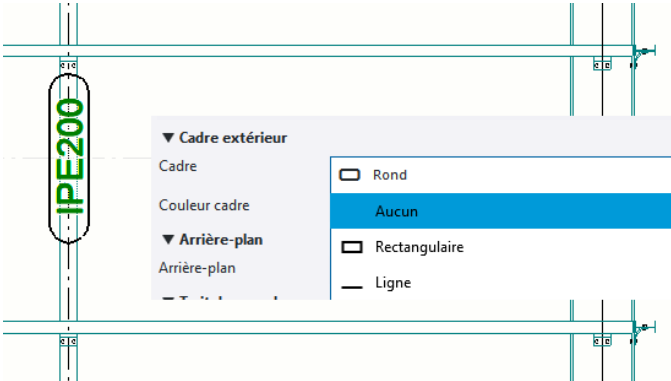 IPE200
▼ Cadre extérieur
Cadre
Rond
Couleur cadre
Aucun
▼ Arrière-plan
Rectangulaire
Arrière-plan
Ligne